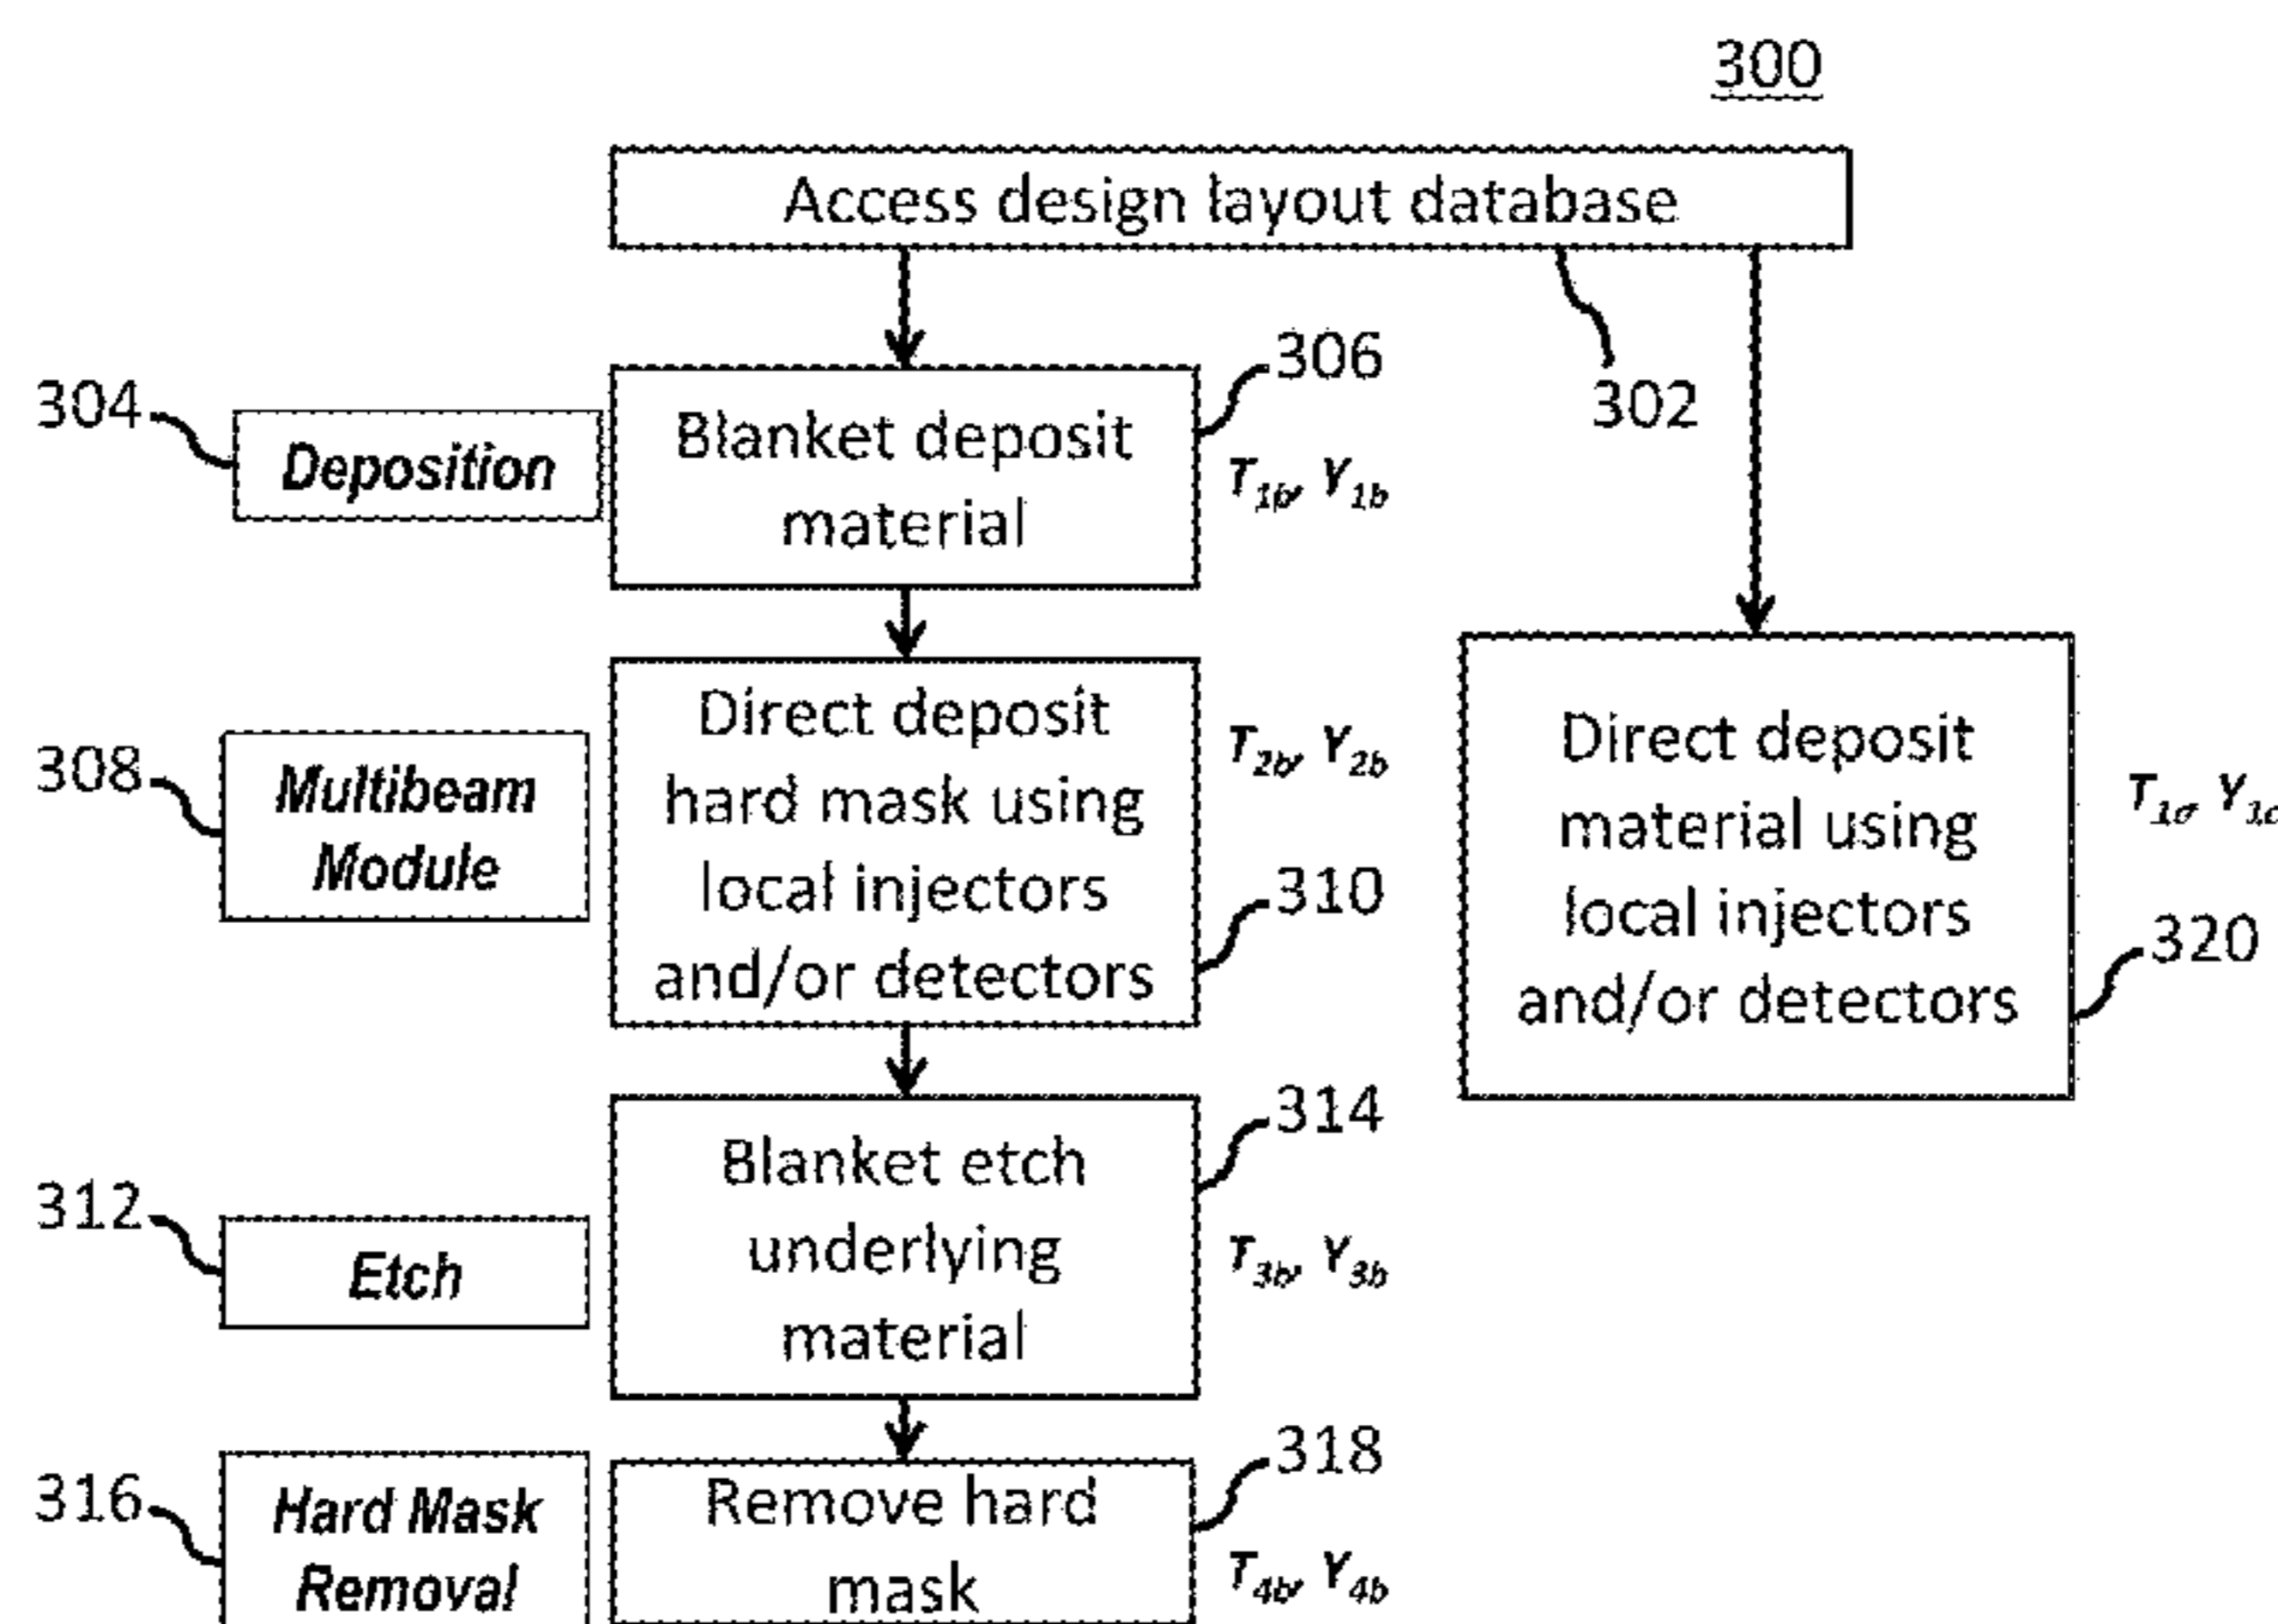 300
Access design layout database
302
304
Deposition
Blanket deposit
material
306
T1b, Y1b
308
Multibeam
Module
Direct deposit
hard mask using
local injectors
and/or detectors
T2b, Y2b
310
Direct deposit
material using
local injectors
and/or detectors
320
312
Etch
Blanket etch
underlying
material
314
T3b, Y3b
316
Hard Mask
Removal
Remove hard
mask
318
T4b, Y4b